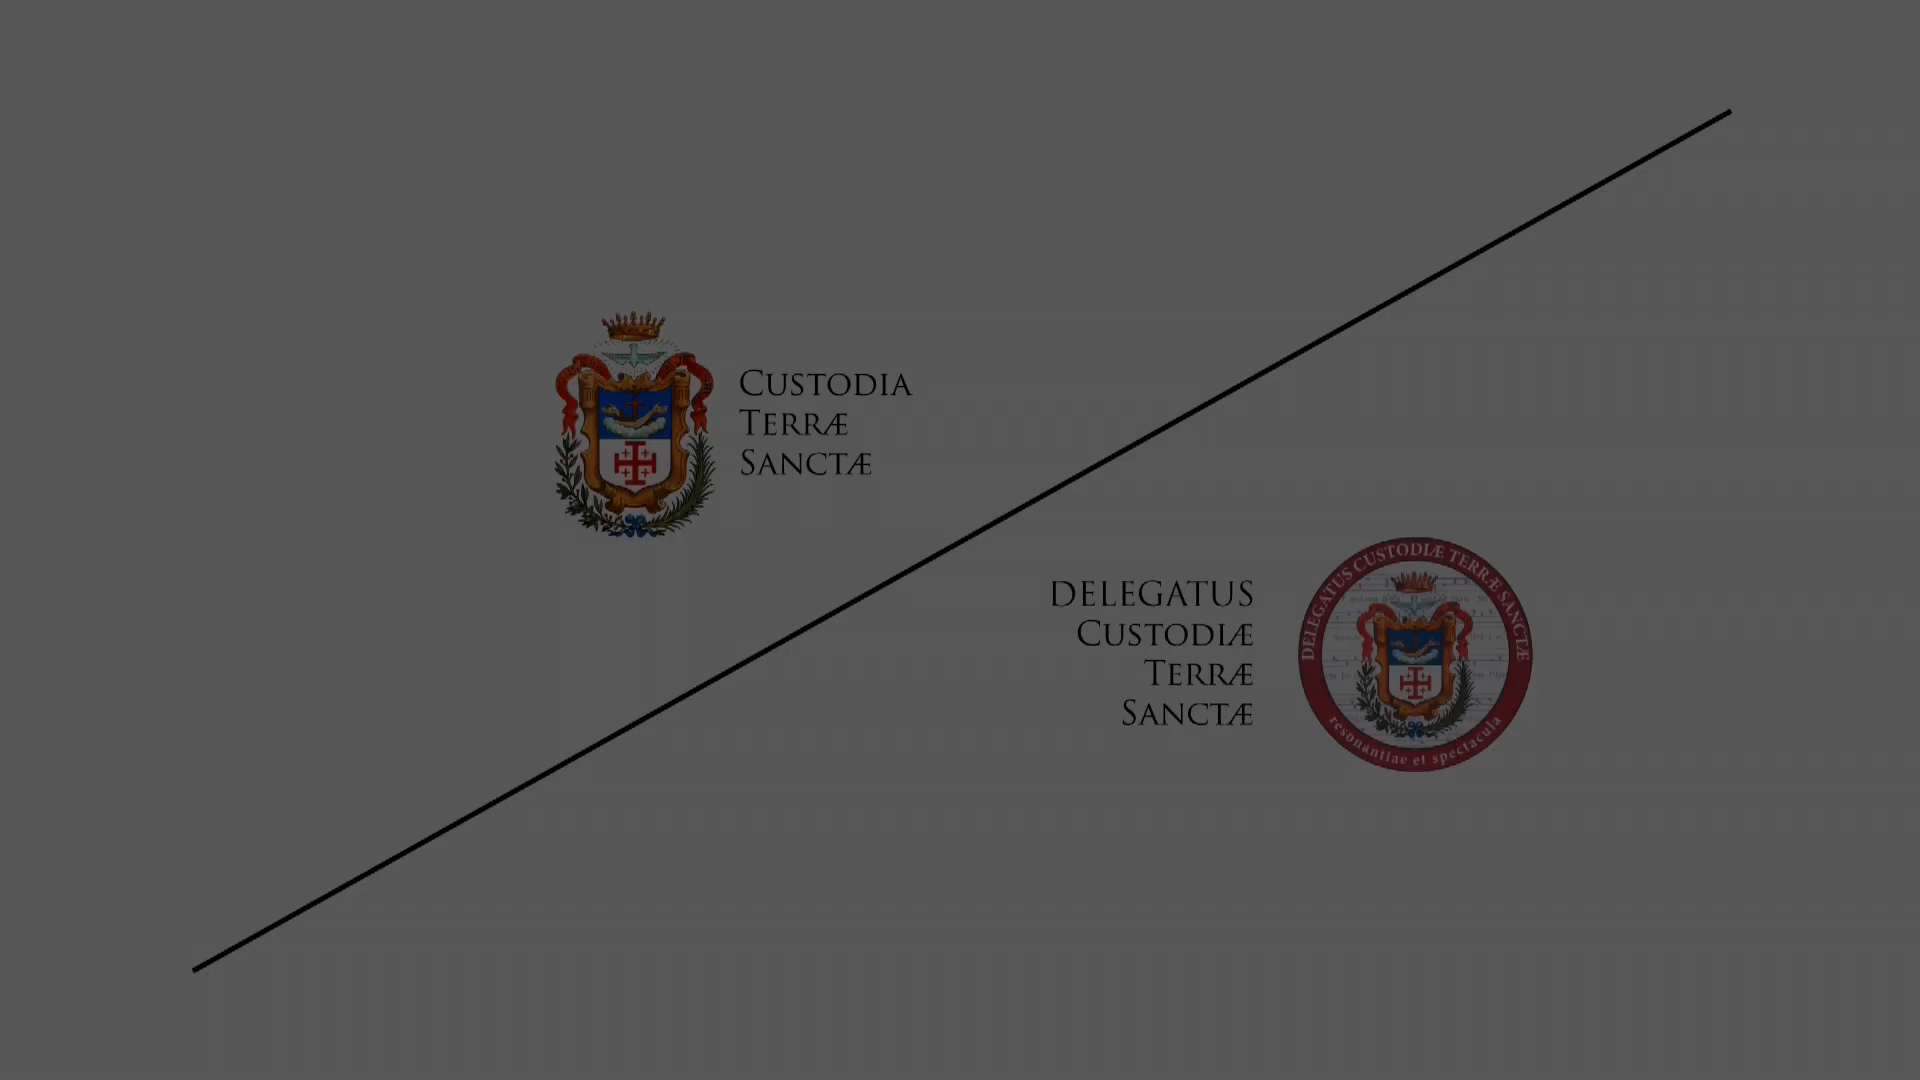 Custodia
Terræ
Sanctæ
DELEGATUS
Custodiæ
Terræ
Sanctæ
DELEGATUS CUSTODIÆ TERRÆ SANCTÆ
resonantiae et spectacula